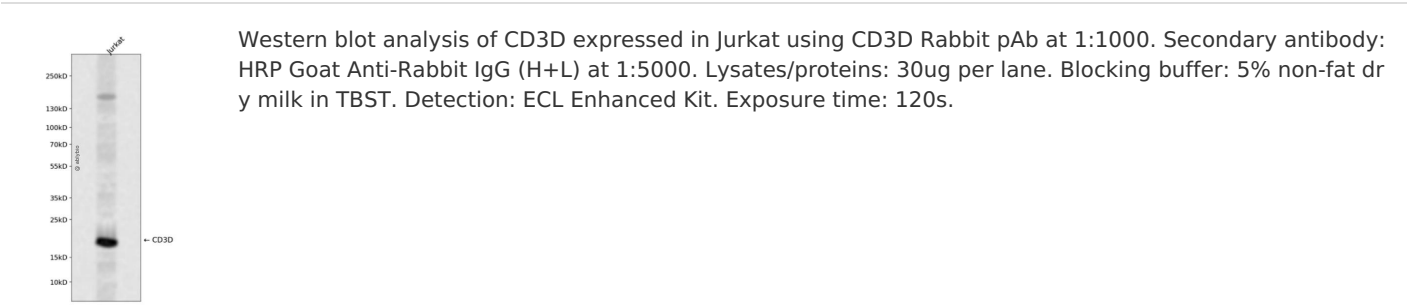 Jurkat
250kD
130kD
100kD
70kD
55kD
35kD
25kD
15kD
10kD
← CD3D
Western blot analysis of CD3D expressed in Jurkat using CD3D Rabbit pAb at 1:1000. Secondary antibody:
HRP Goat Anti-Rabbit IgG (H+L) at 1:5000. Lysates/proteins: 30ug per lane. Blocking buffer: 5% non-fat dr
y milk in TBST. Detection: ECL Enhanced Kit. Exposure time: 120s.